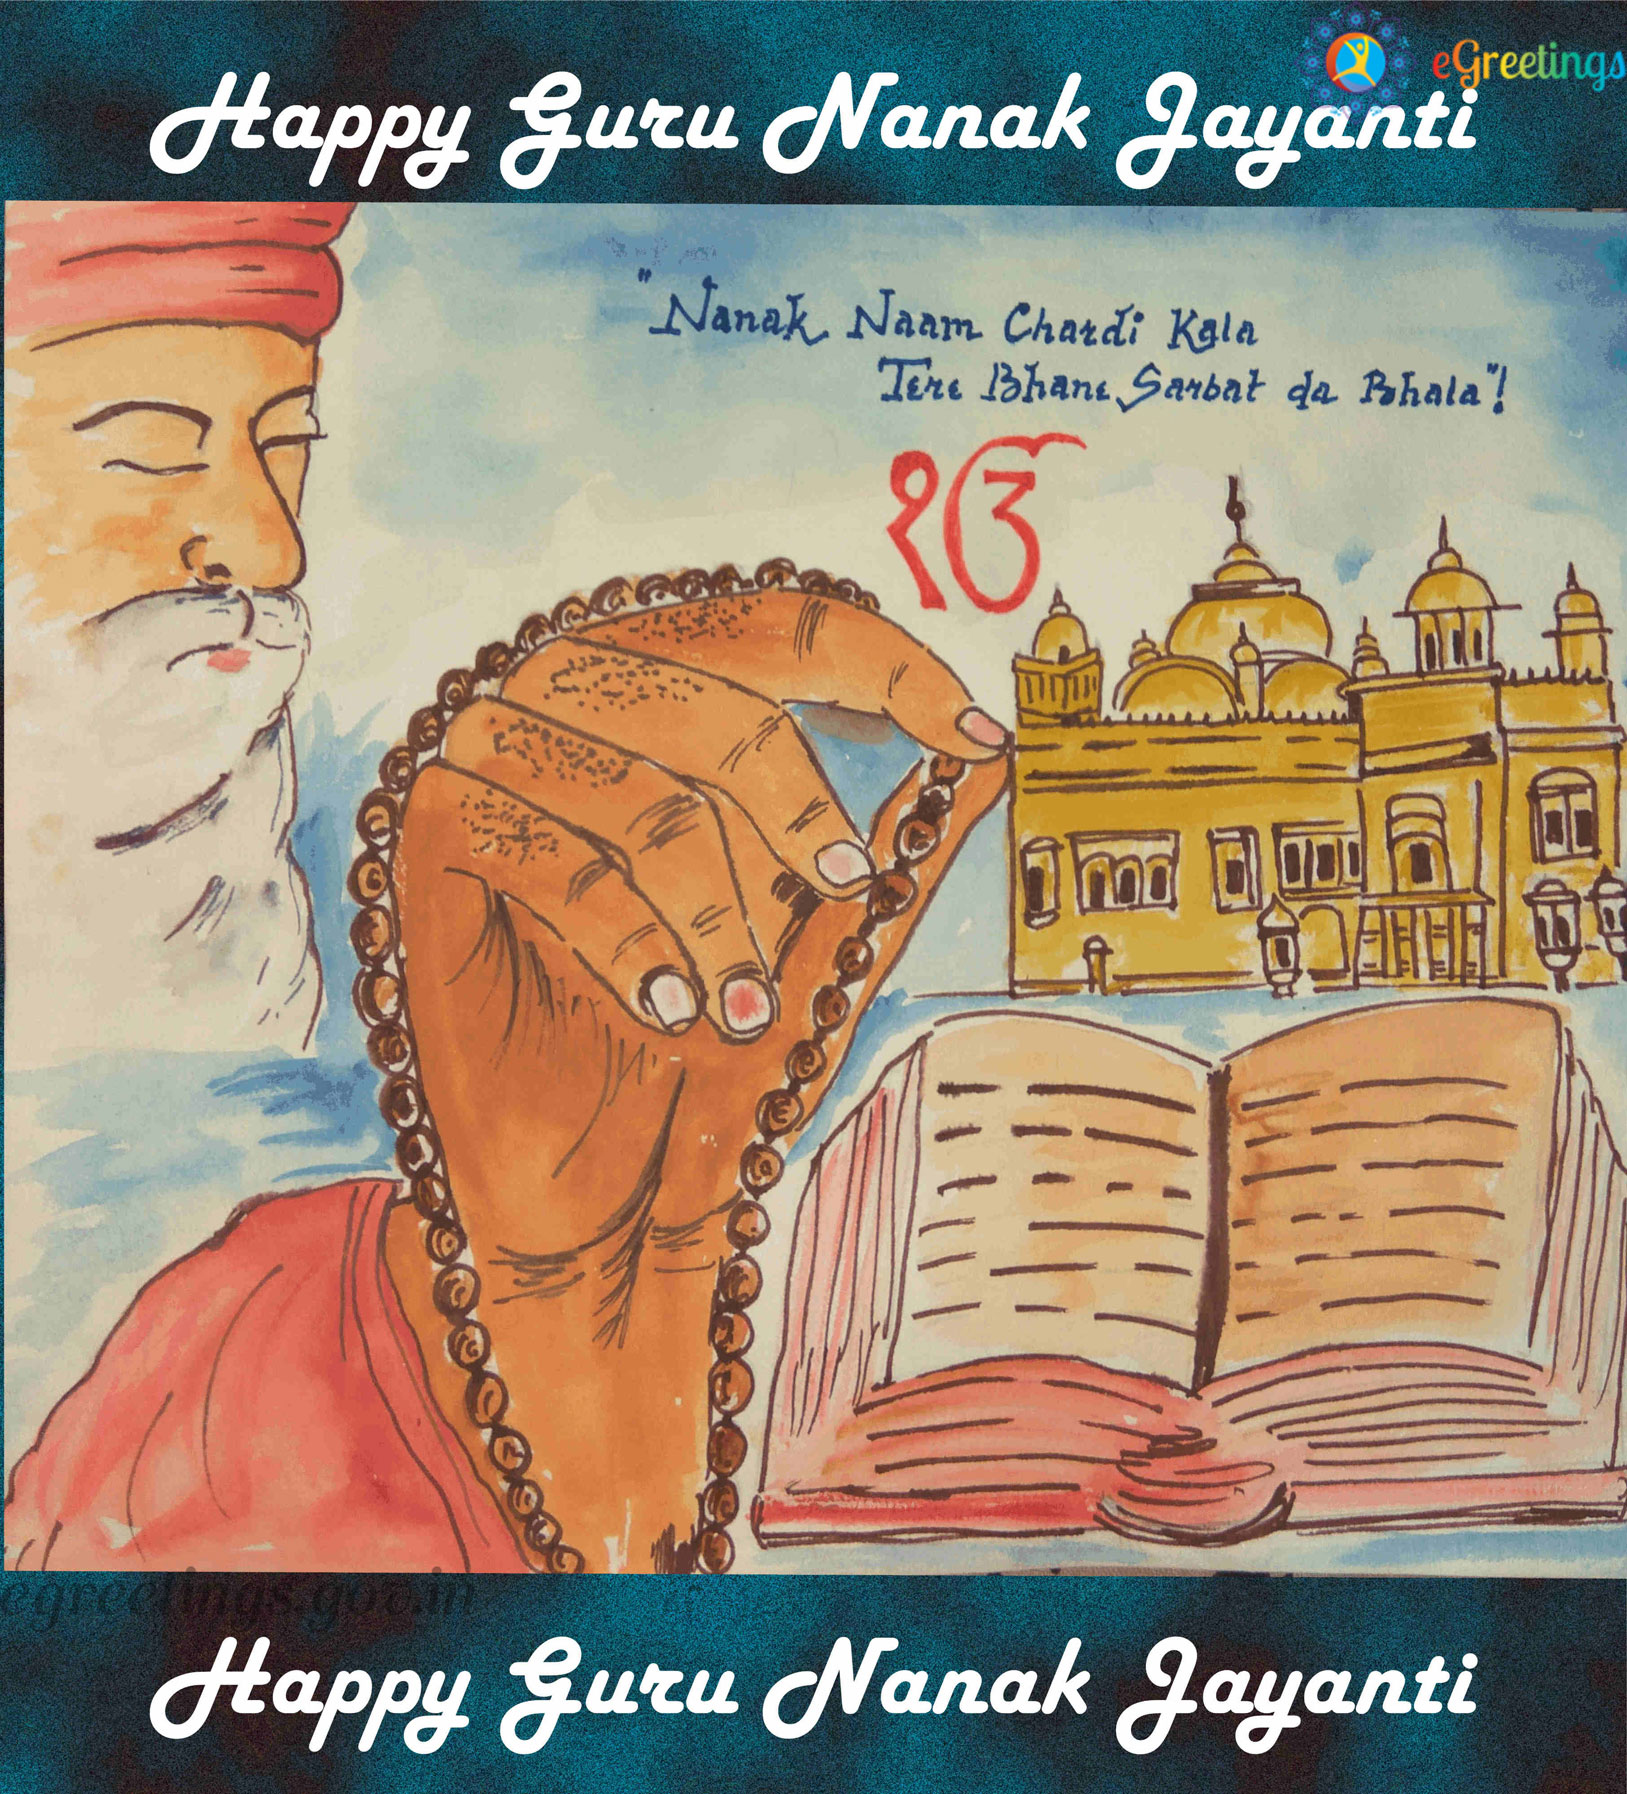 eGreetings
Happy Guru Nanak Jayanti
"Nanak Naam Chardi Kala
Tere Bhane Sarbat da Bhala"!
ੴ
egreetings.gov.in
Happy Guru Nanak Jayanti